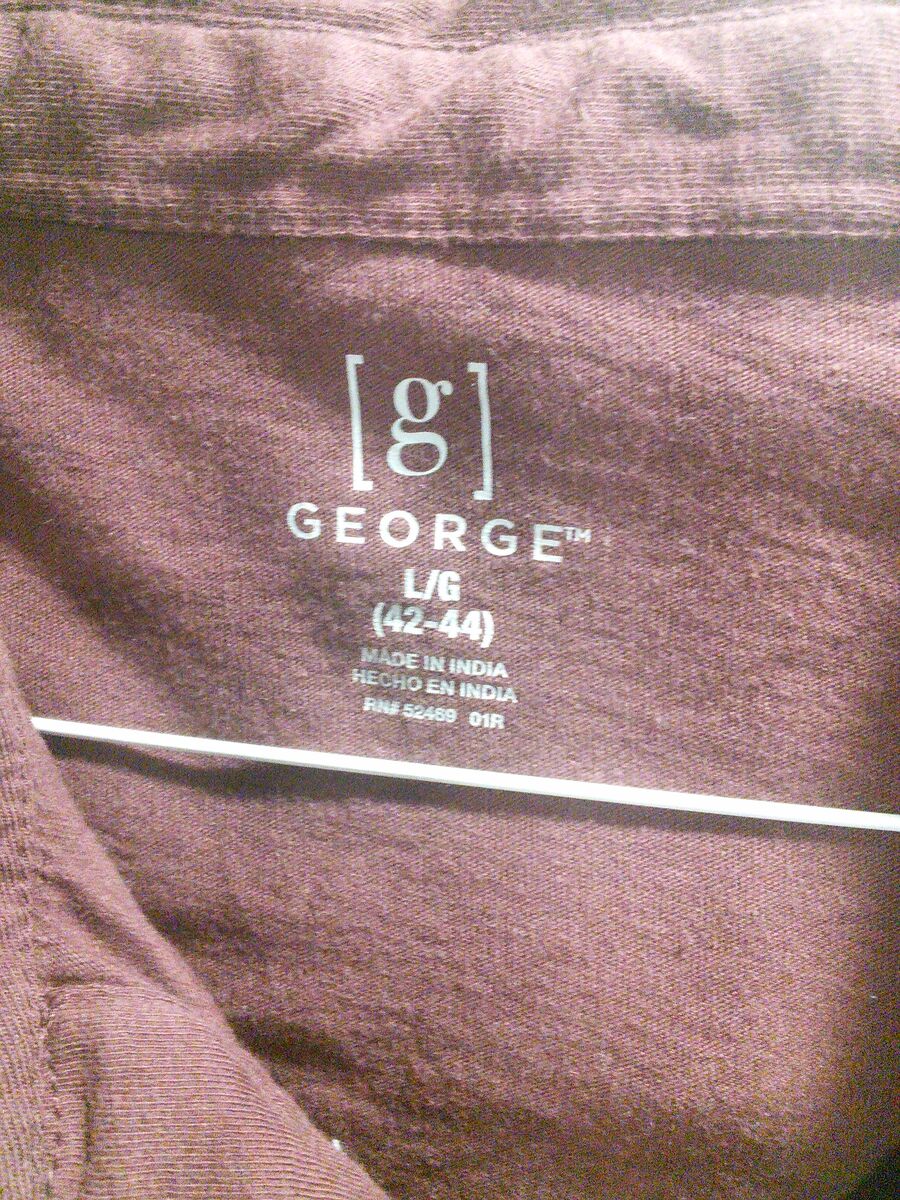 [g]
GEORGE™
L/G
(42-44)
MADE IN INDIA
HECHO EN INDIA
RN# 52469 01R